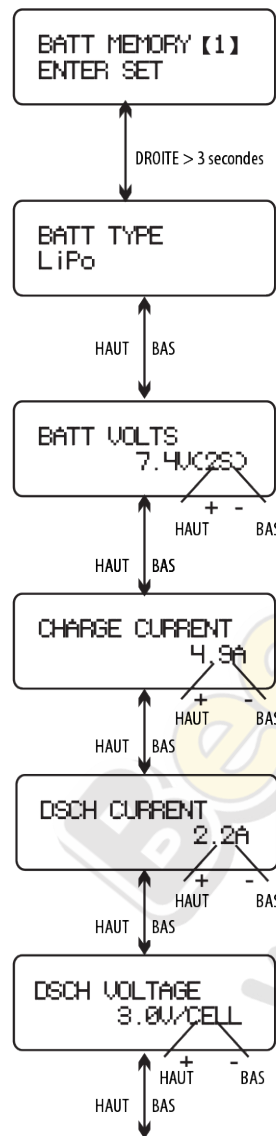 BATT MEMORY【1】
ENTER SET
DROITE > 3 secondes
BATT TYPE
LiPo
HAUT BAS
BATT VOLTS
7.4V(2S)
+ -
HAUT BAS
HAUT BAS
CHARGE CURRENT
4.9A
+ -
HAUT BAS
HAUT BAS
DSCH CURRENT
2.2A
+ -
HAUT BAS
HAUT BAS
DSCH VOLTAGE
3.0V/CELL
+ -
HAUT BAS
HAUT BAS